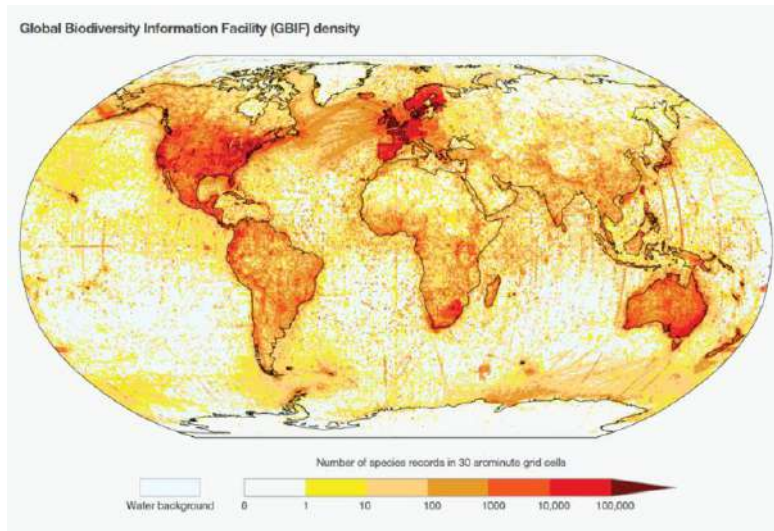 Global Biodiversity Information Facility (GBIF) density
Number of species records in 30 arcminute grid cells
Water background
0 1 10 100 1000 10,000 100,000